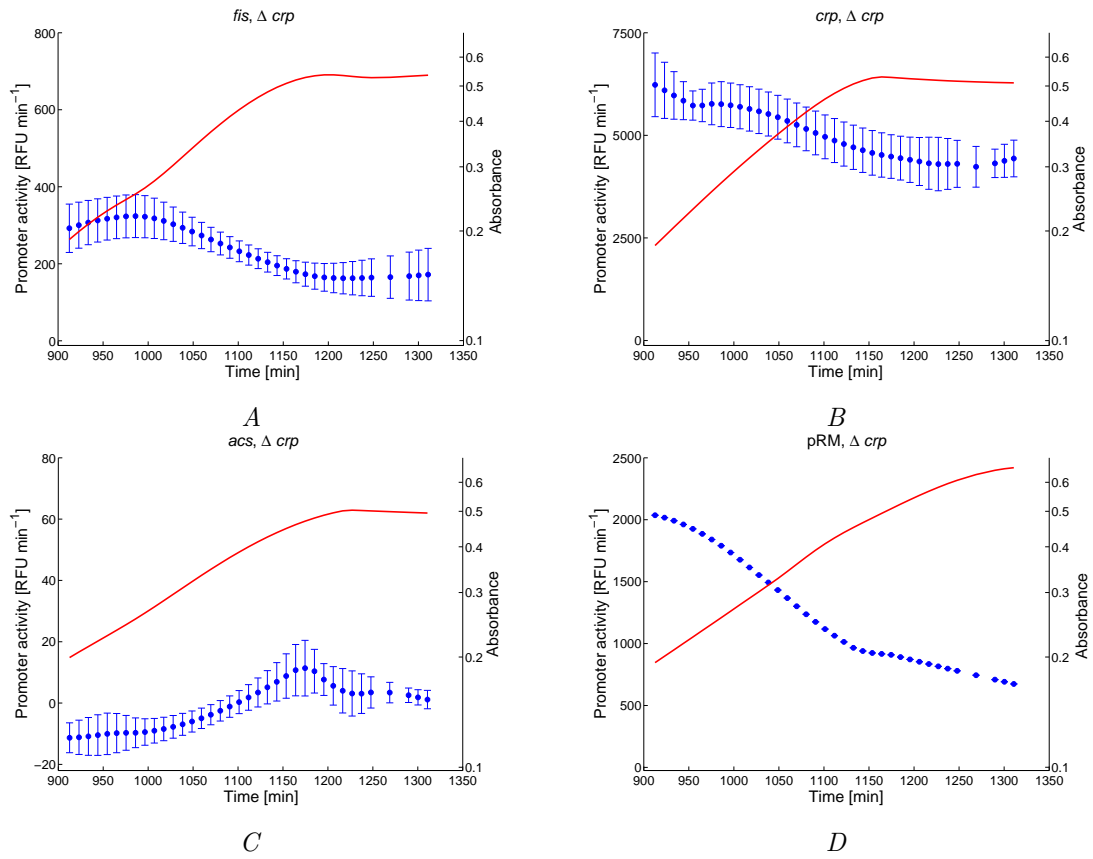 fis, Δ crp
800
600
400
200
0
0.6
0.5
0.4
0.3
0.2
0.1
Promoter activity [RFU min−1]
Absorbance
900 950 1000 1050 1100 1150 1200 1250 1300 1350
Time [min]
A
crp, Δ crp
7500
5000
2500
0
0.6
0.5
0.4
0.3
0.2
0.1
Promoter activity [RFU min−1]
Absorbance
900 950 1000 1050 1100 1150 1200 1250 1300 1350
Time [min]
B
acs, Δ crp
80
60
40
20
0
−20
0.6
0.5
0.4
0.3
0.2
0.1
Promoter activity [RFU min−1]
Absorbance
900 950 1000 1050 1100 1150 1200 1250 1300 1350
Time [min]
C
pRM, Δ crp
2500
2000
1500
1000
500
0
0.6
0.5
0.4
0.3
0.2
0.1
Promoter activity [RFU min−1]
Absorbance
900 950 1000 1050 1100 1150 1200 1250 1300 1350
Time [min]
D